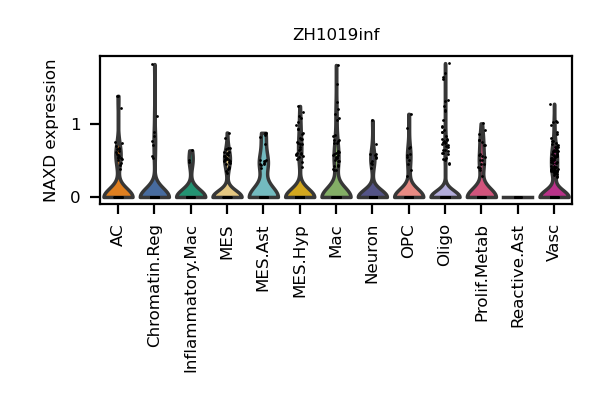 ZH1019inf
NAXD expression
1
0
AC
Chromatin.Reg
Inflammatory.Mac
MES
MES.Ast
MES.Hyp
Mac
Neuron
OPC
Oligo
Prolif.Metab
Reactive.Ast
Vasc